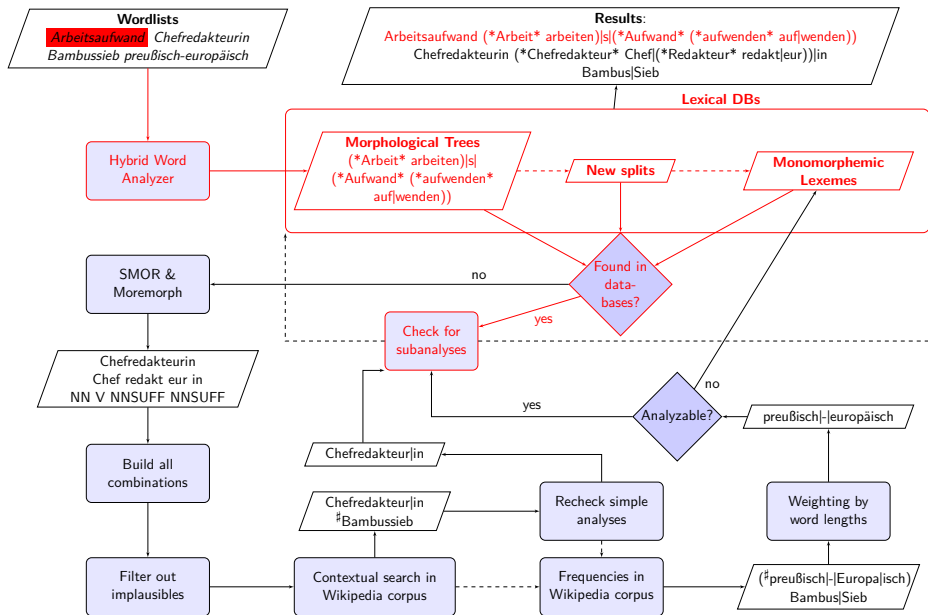 Wordlists
Arbeitsaufwand Chefredakteurin
Bambussieb preußisch-europäisch
Results:
Arbeitsaufwand (*Arbeit* arbeiten)|s|(*Aufwand* (*aufwenden* auf|wenden))
Chefredakteurin (*Chefredakteur* Chef|(*Redakteur* redakt|eur))|in
Bambus|Sieb
Lexical DBs
Hybrid Word
Analyzer
Morphological Trees
(*Arbeit* arbeiten)|s|
(*Aufwand* (*aufwenden*
auf|wenden))
New splits
Monomorphemic
Lexemes
SMOR &
Moremorph
no
Found in
data-
bases?
yes
Check for
subanalyses
Chefredakteurin
Chef redakt eur in
NN V NNSUFF NNSUFF
no
yes
Analyzable?
preußisch|-|europäisch
Build all
combinations
Chefredakteur|in
Chefredakteur|in
♯Bambussieb
Recheck simple
analyses
Weighting by
word lengths
Filter out
implausibles
Contextual search in
Wikipedia corpus
Frequencies in
Wikipedia corpus
(♯preußisch|-|Europa|isch)
Bambus|Sieb